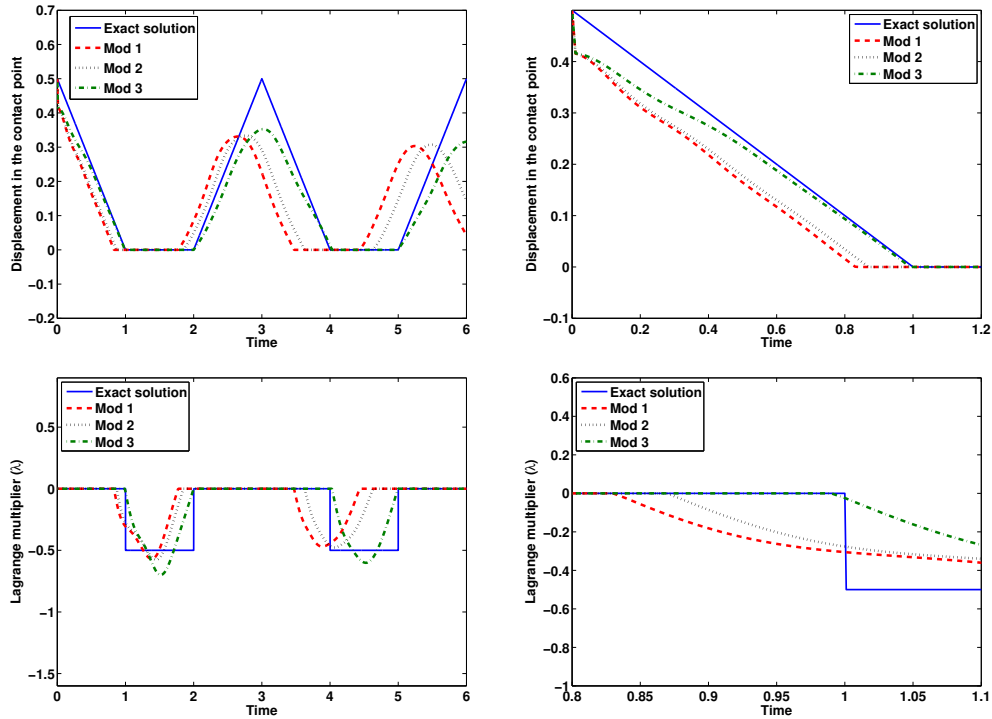 0.7
0.6
0.5
0.4
0.3
0.2
0.1
0
−0.1
−0.2
0 1 2 3 4 5 6
Time
Displacement in the contact point
Exact solution
Mod 1
Mod 2
Mod 3
0.4
0.3
0.2
0.1
0
−0.1
0 0.2 0.4 0.6 0.8 1 1.2
Time
Displacement in the contact point
Exact solution
Mod 1
Mod 2
Mod 3
0.5
0
−0.5
−1
−1.5
0 1 2 3 4 5 6
Time
Lagrange multiplier (λ)
Exact solution
Mod 1
Mod 2
Mod 3
0.6
0.4
0.2
0
−0.2
−0.4
−0.6
−0.8
−1
0.8 0.85 0.9 0.95 1 1.05 1.1
Time
Lagrange multiplier (λ)
Exact solution
Mod 1
Mod 2
Mod 3